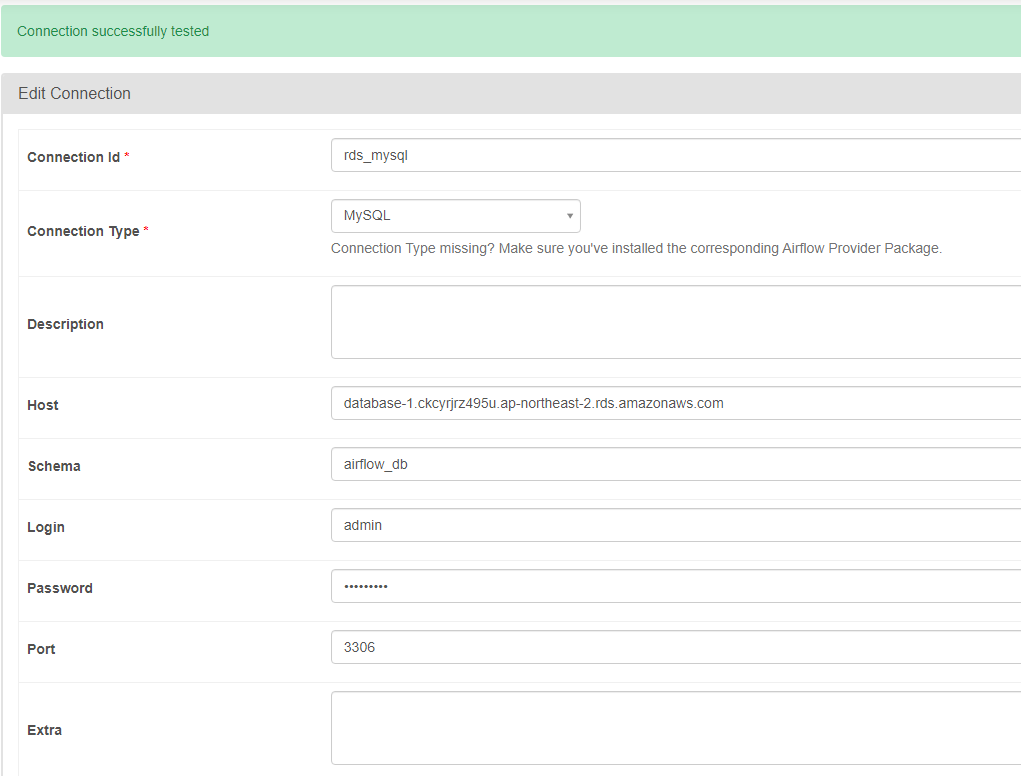 Connection successfully tested
Edit Connection
Connection Id *
rds_mysql
Connection Type *
MySQL
Connection Type missing? Make sure you've installed the corresponding Airflow Provider Package.
Description
Host
database-1.ckcyrjrz495u.ap-northeast-2.rds.amazonaws.com
Schema
airflow_db
Login
admin
Password
•••••••••
Port
3306
Extra